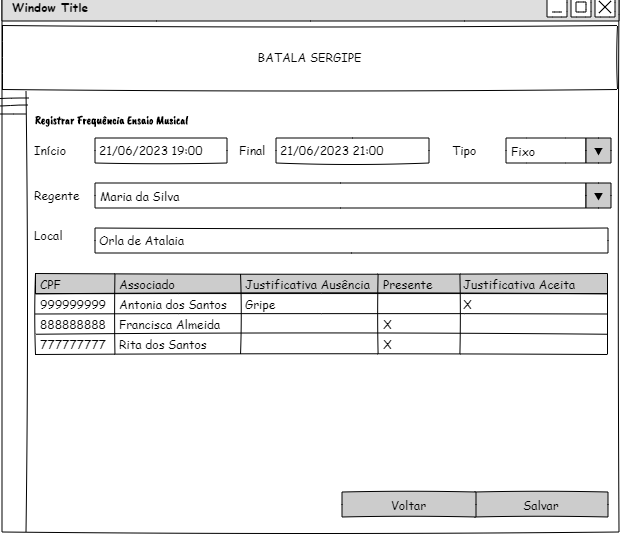 Window Title
BATALA SERGIPE
Registrar Frequência Ensaio Musical
Início 21/06/2023 19:00 Final 21/06/2023 21:00 Tipo Fixo
Regente Maria da Silva
Local Orla de Atalaia
CPF Associado Justificativa Ausência Presente Justificativa Aceita
999999999 Antonia dos Santos Gripe X
888888888 Francisca Almeida X
777777777 Rita dos Santos X
Voltar Salvar